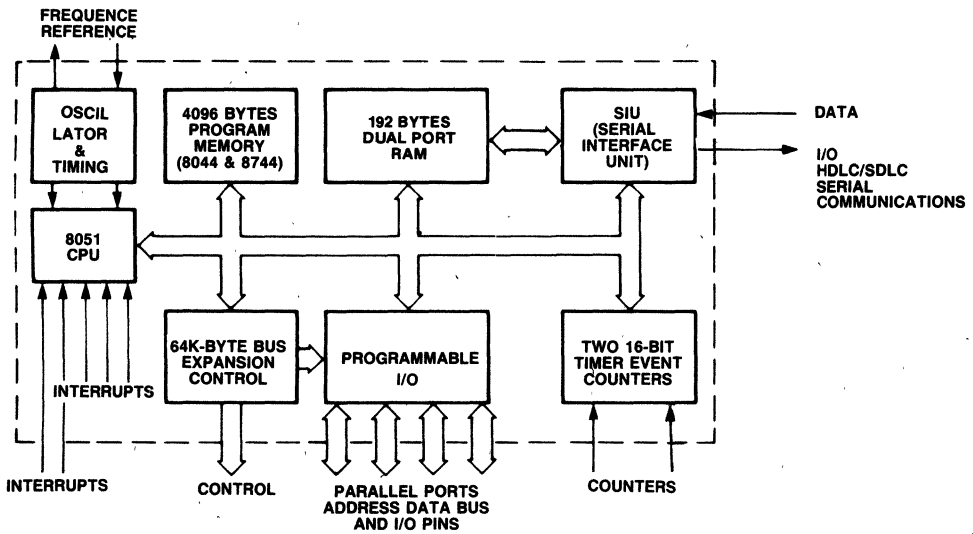 FREQUENCE
REFERENCE
OSCIL
LATOR
&
TIMING
4096 BYTES
PROGRAM
MEMORY
(8044 & 8744)
192 BYTES
DUAL PORT
RAM
SIU
(SERIAL
INTERFACE
UNIT)
DATA
I/O
HDLC/SDLC
SERIAL
COMMUNICATIONS
8051
CPU
64K-BYTE BUS
EXPANSION
CONTROL
PROGRAMMABLE
I/O
TWO 16-BIT
TIMER EVENT
COUNTERS
INTERRUPTS
INTERRUPTS
CONTROL
PARALLEL PORTS
ADDRESS DATA BUS
AND I/O PINS
COUNTERS